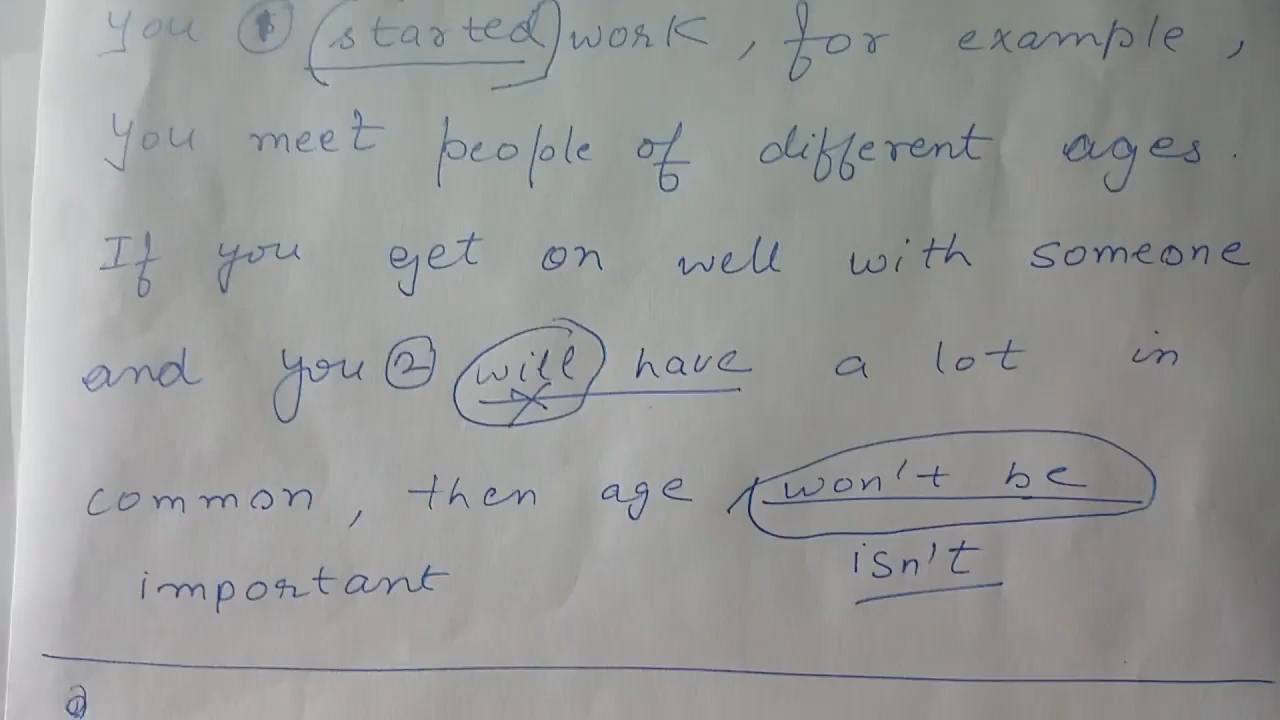 you ① (started) work, for example,
you meet people of different ages.
If you get on well with someone
and you ② will have a lot in
common, then age won't be
important isn't